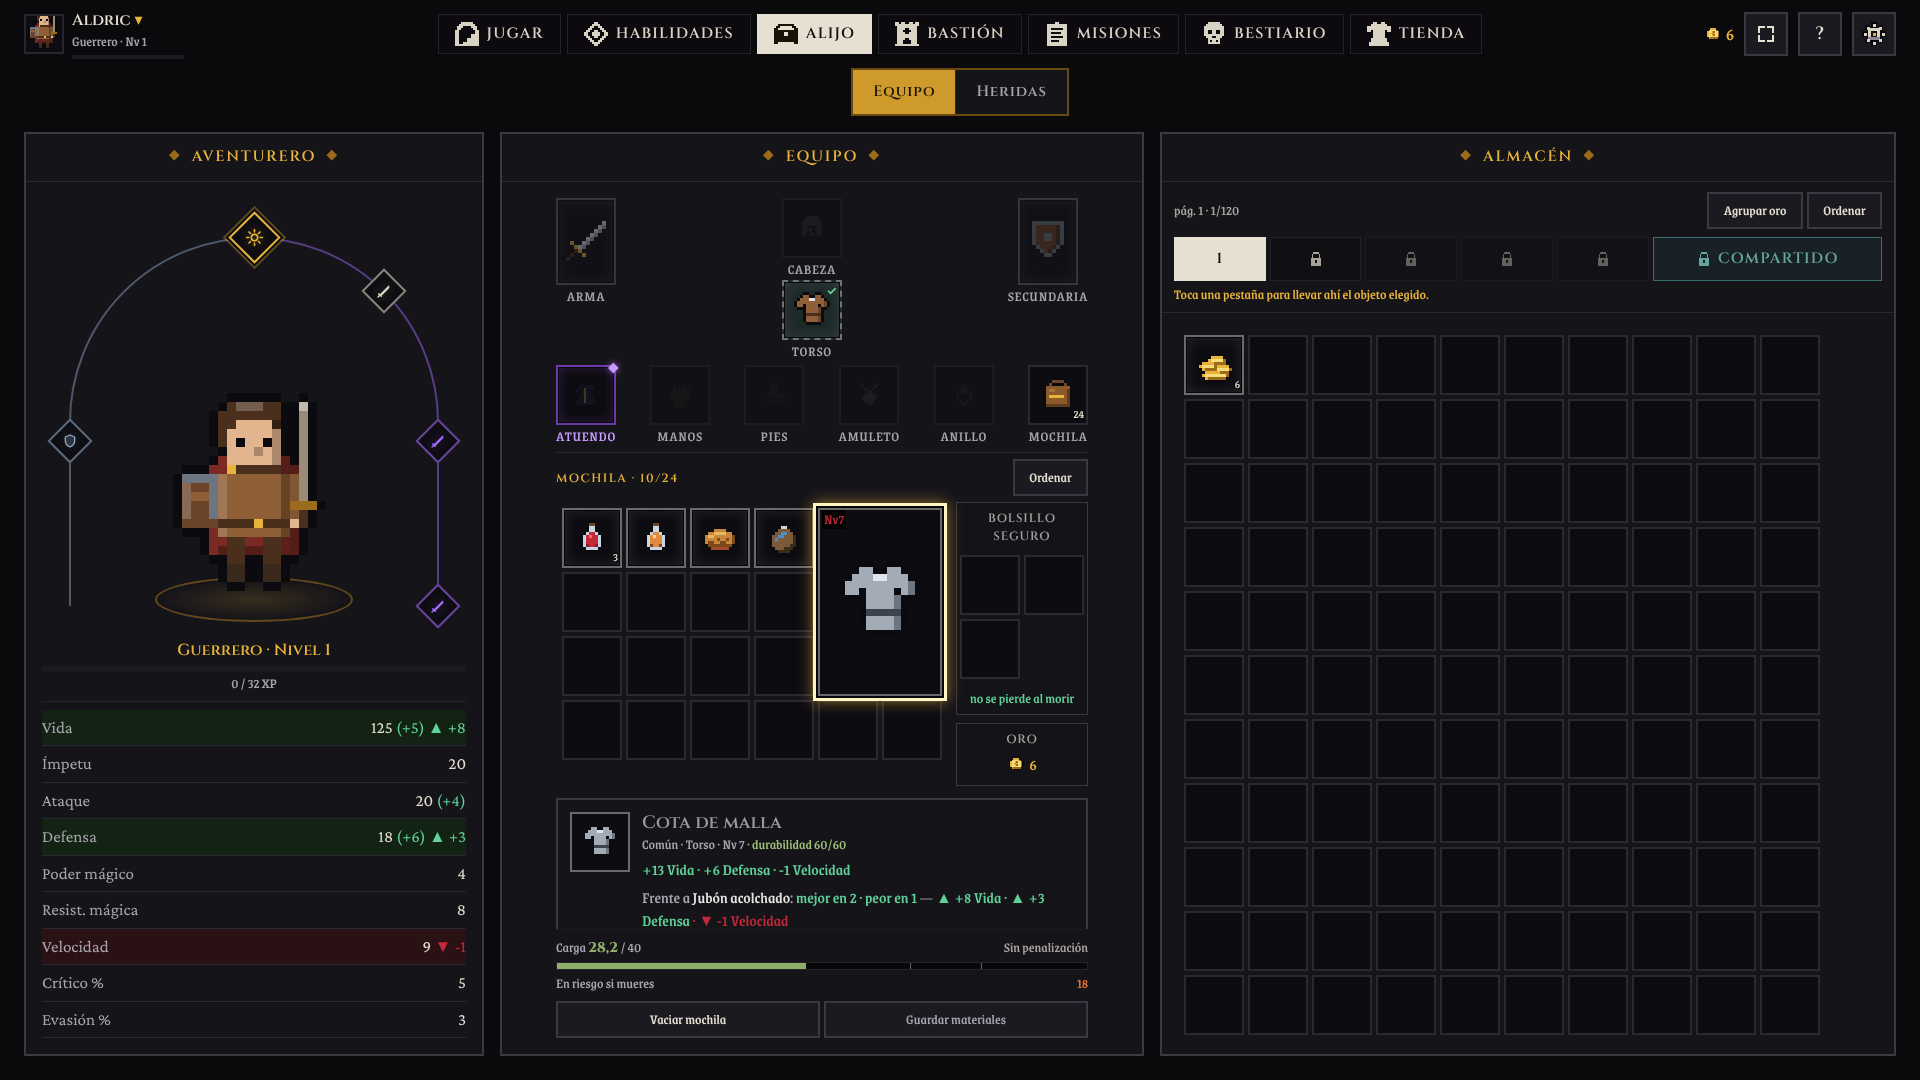 ALDRIC ▼
Guerrero · Nv 1
JUGAR
HABILIDADES
ALIJO
BASTIÓN
MISIONES
BESTIARIO
TIENDA
6
?
EQUIPO
HERIDAS
AVENTURERO
GUERRERO · NIVEL 1
0 / 32 XP
Vida 125 (+5) ▲ +8
Ímpetu 20
Ataque 20 (+4)
Defensa 18 (+6) ▲ +3
Poder mágico 4
Resist. mágica 8
Velocidad 9 ▼ -1
Crítico % 5
Evasión % 3
EQUIPO
ARMA
CABEZA
SECUNDARIA
TORSO
24
ATUENDO
MANOS
PIES
AMULETO
ANILLO
MOCHILA
MOCHILA · 10/24
Ordenar
3
Nv7
BOLSILLO
SEGURO
no se pierde al morir
ORO
6
COTA DE MALLA
Común · Torso · Nv 7 · durabilidad 60/60
+13 Vida · +6 Defensa · -1 Velocidad
Frente a Jubón acolchado: mejor en 2 · peor en 1 — ▲ +8 Vida · ▲ +3
Defensa · ▼ -1 Velocidad
Carga 28,2 / 40
Sin penalización
En riesgo si mueres
18
Vaciar mochila
Guardar materiales
ALMACÉN
pág. 1 · 1/120
Agrupar oro
Ordenar
1
COMPARTIDO
Toca una pestaña para llevar ahí el objeto elegido.
6